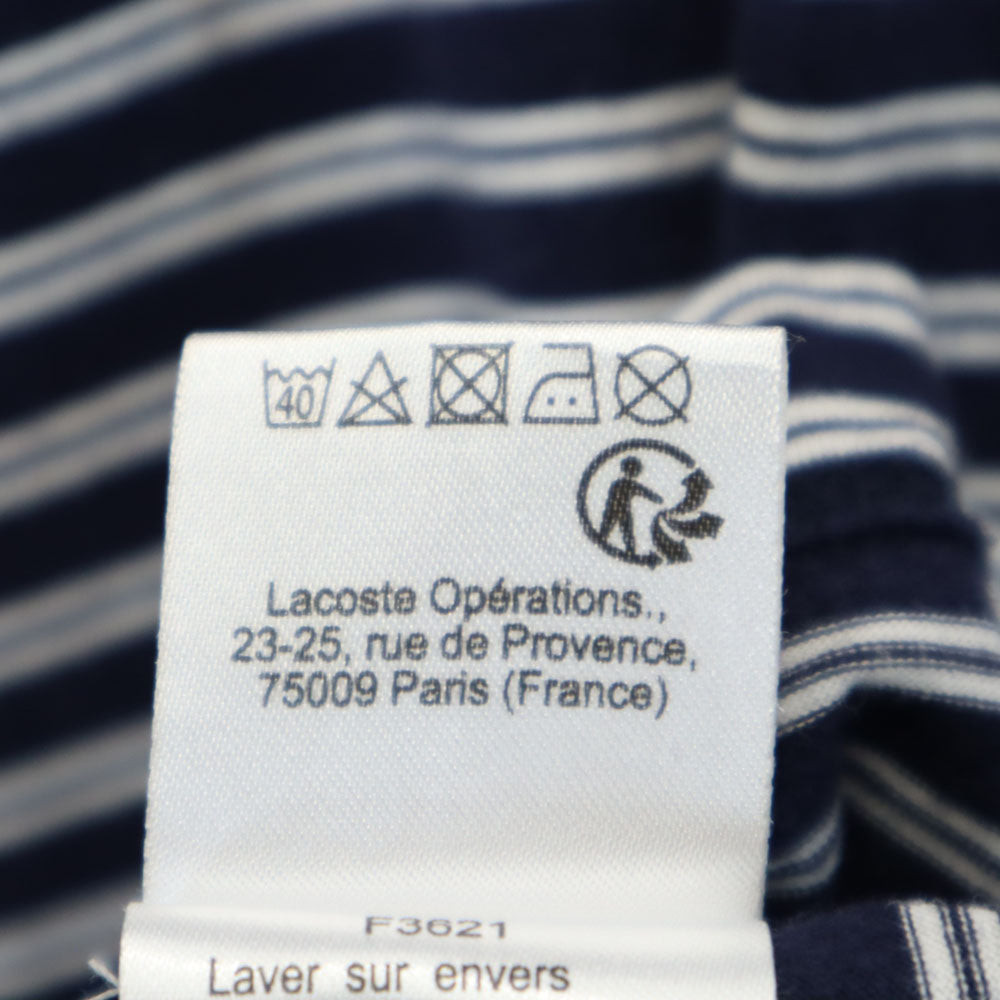 40
Lacoste Opérations.,
23-25, rue de Provence,
75009 Paris (France)
F3621
Laver sur envers